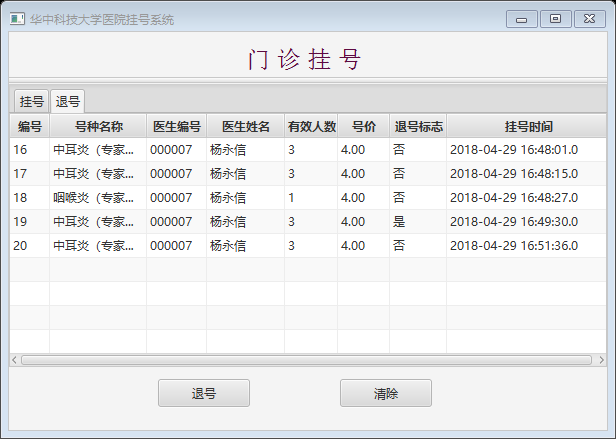 华中科技大学医院挂号系统
门诊挂号
挂号 退号
编号 号种名称 医生编号 医生姓名 有效人数 号价 退号标志 挂号时间
16 中耳炎（专家... 000007 杨永信 3 4.00 否 2018-04-29 16:48:01.0
17 中耳炎（专家... 000007 杨永信 3 4.00 否 2018-04-29 16:48:15.0
18 咽喉炎（专家... 000007 杨永信 1 4.00 否 2018-04-29 16:48:27.0
19 中耳炎（专家... 000007 杨永信 3 4.00 是 2018-04-29 16:49:30.0
20 中耳炎（专家... 000007 杨永信 3 4.00 否 2018-04-29 16:51:36.0
退号 清除